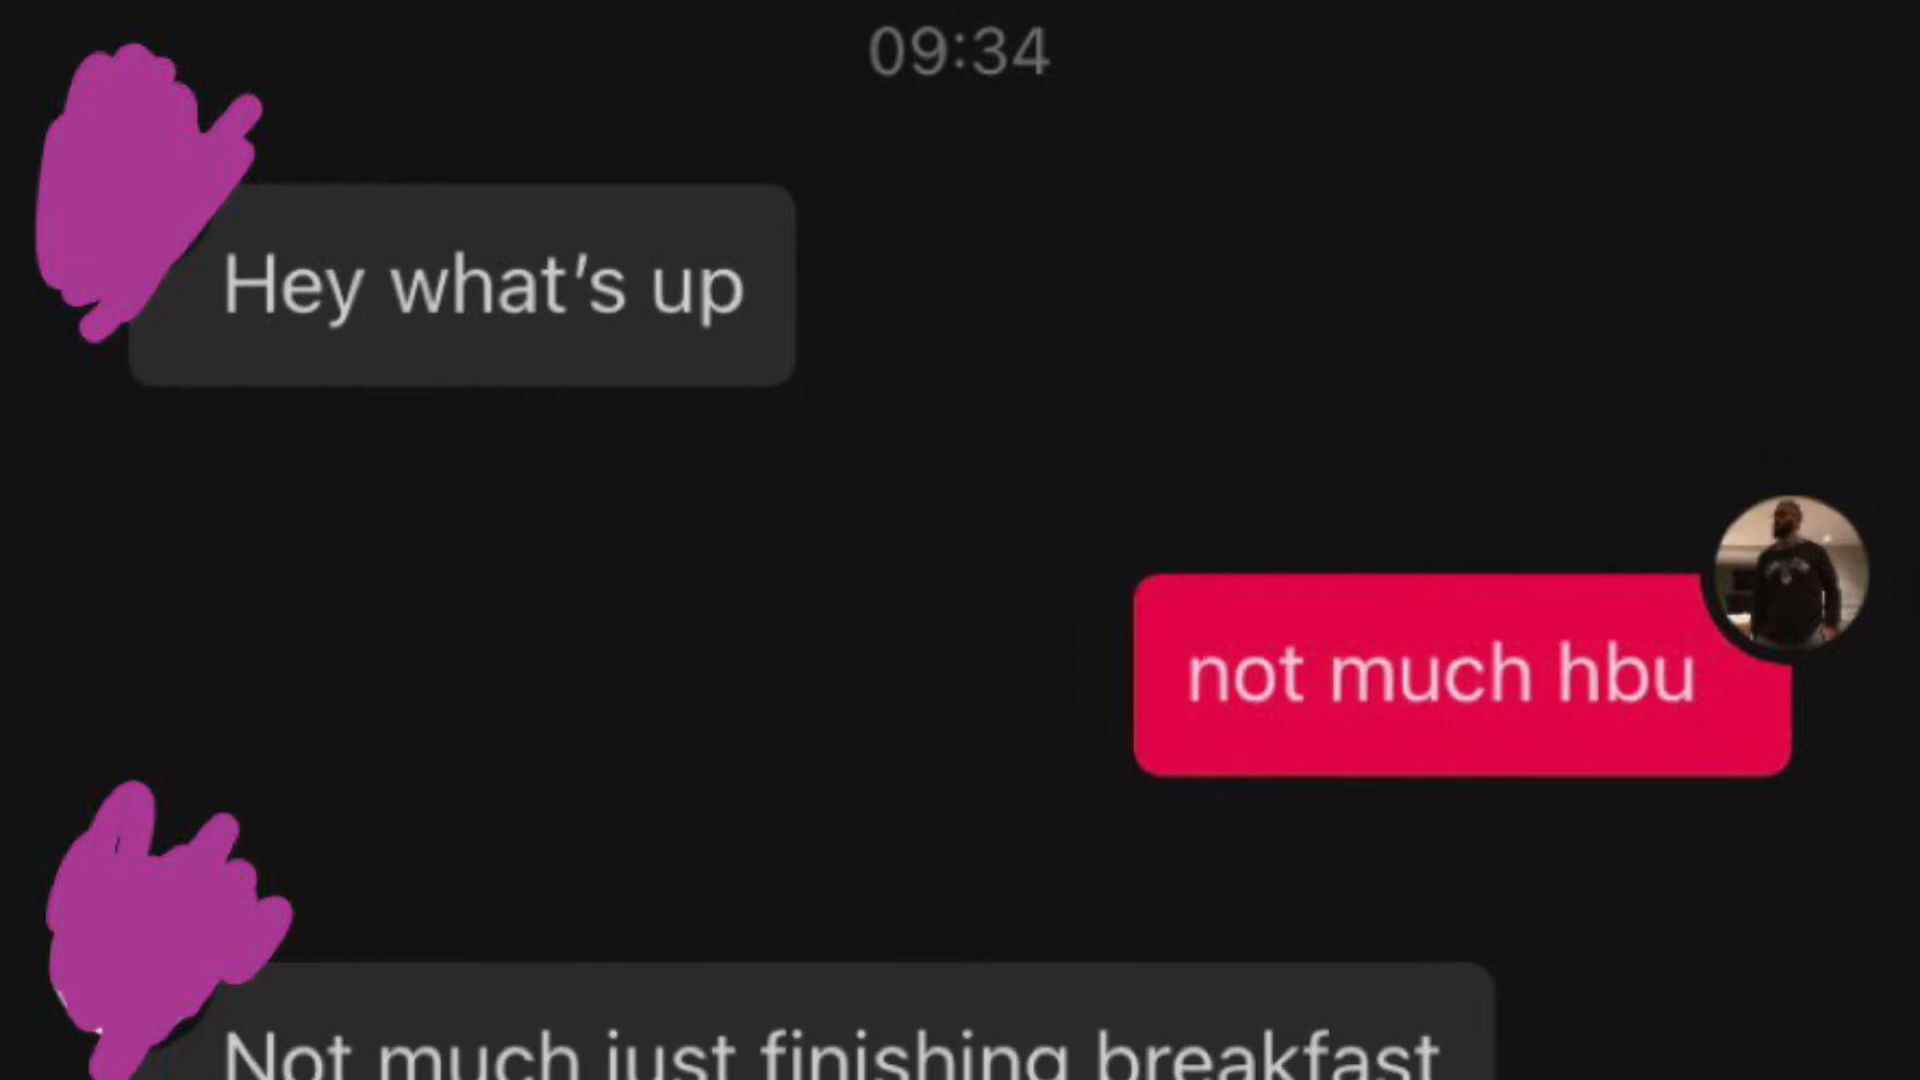 09:34
Hey what’s up
not much hbu
Not much just finishing breakfast